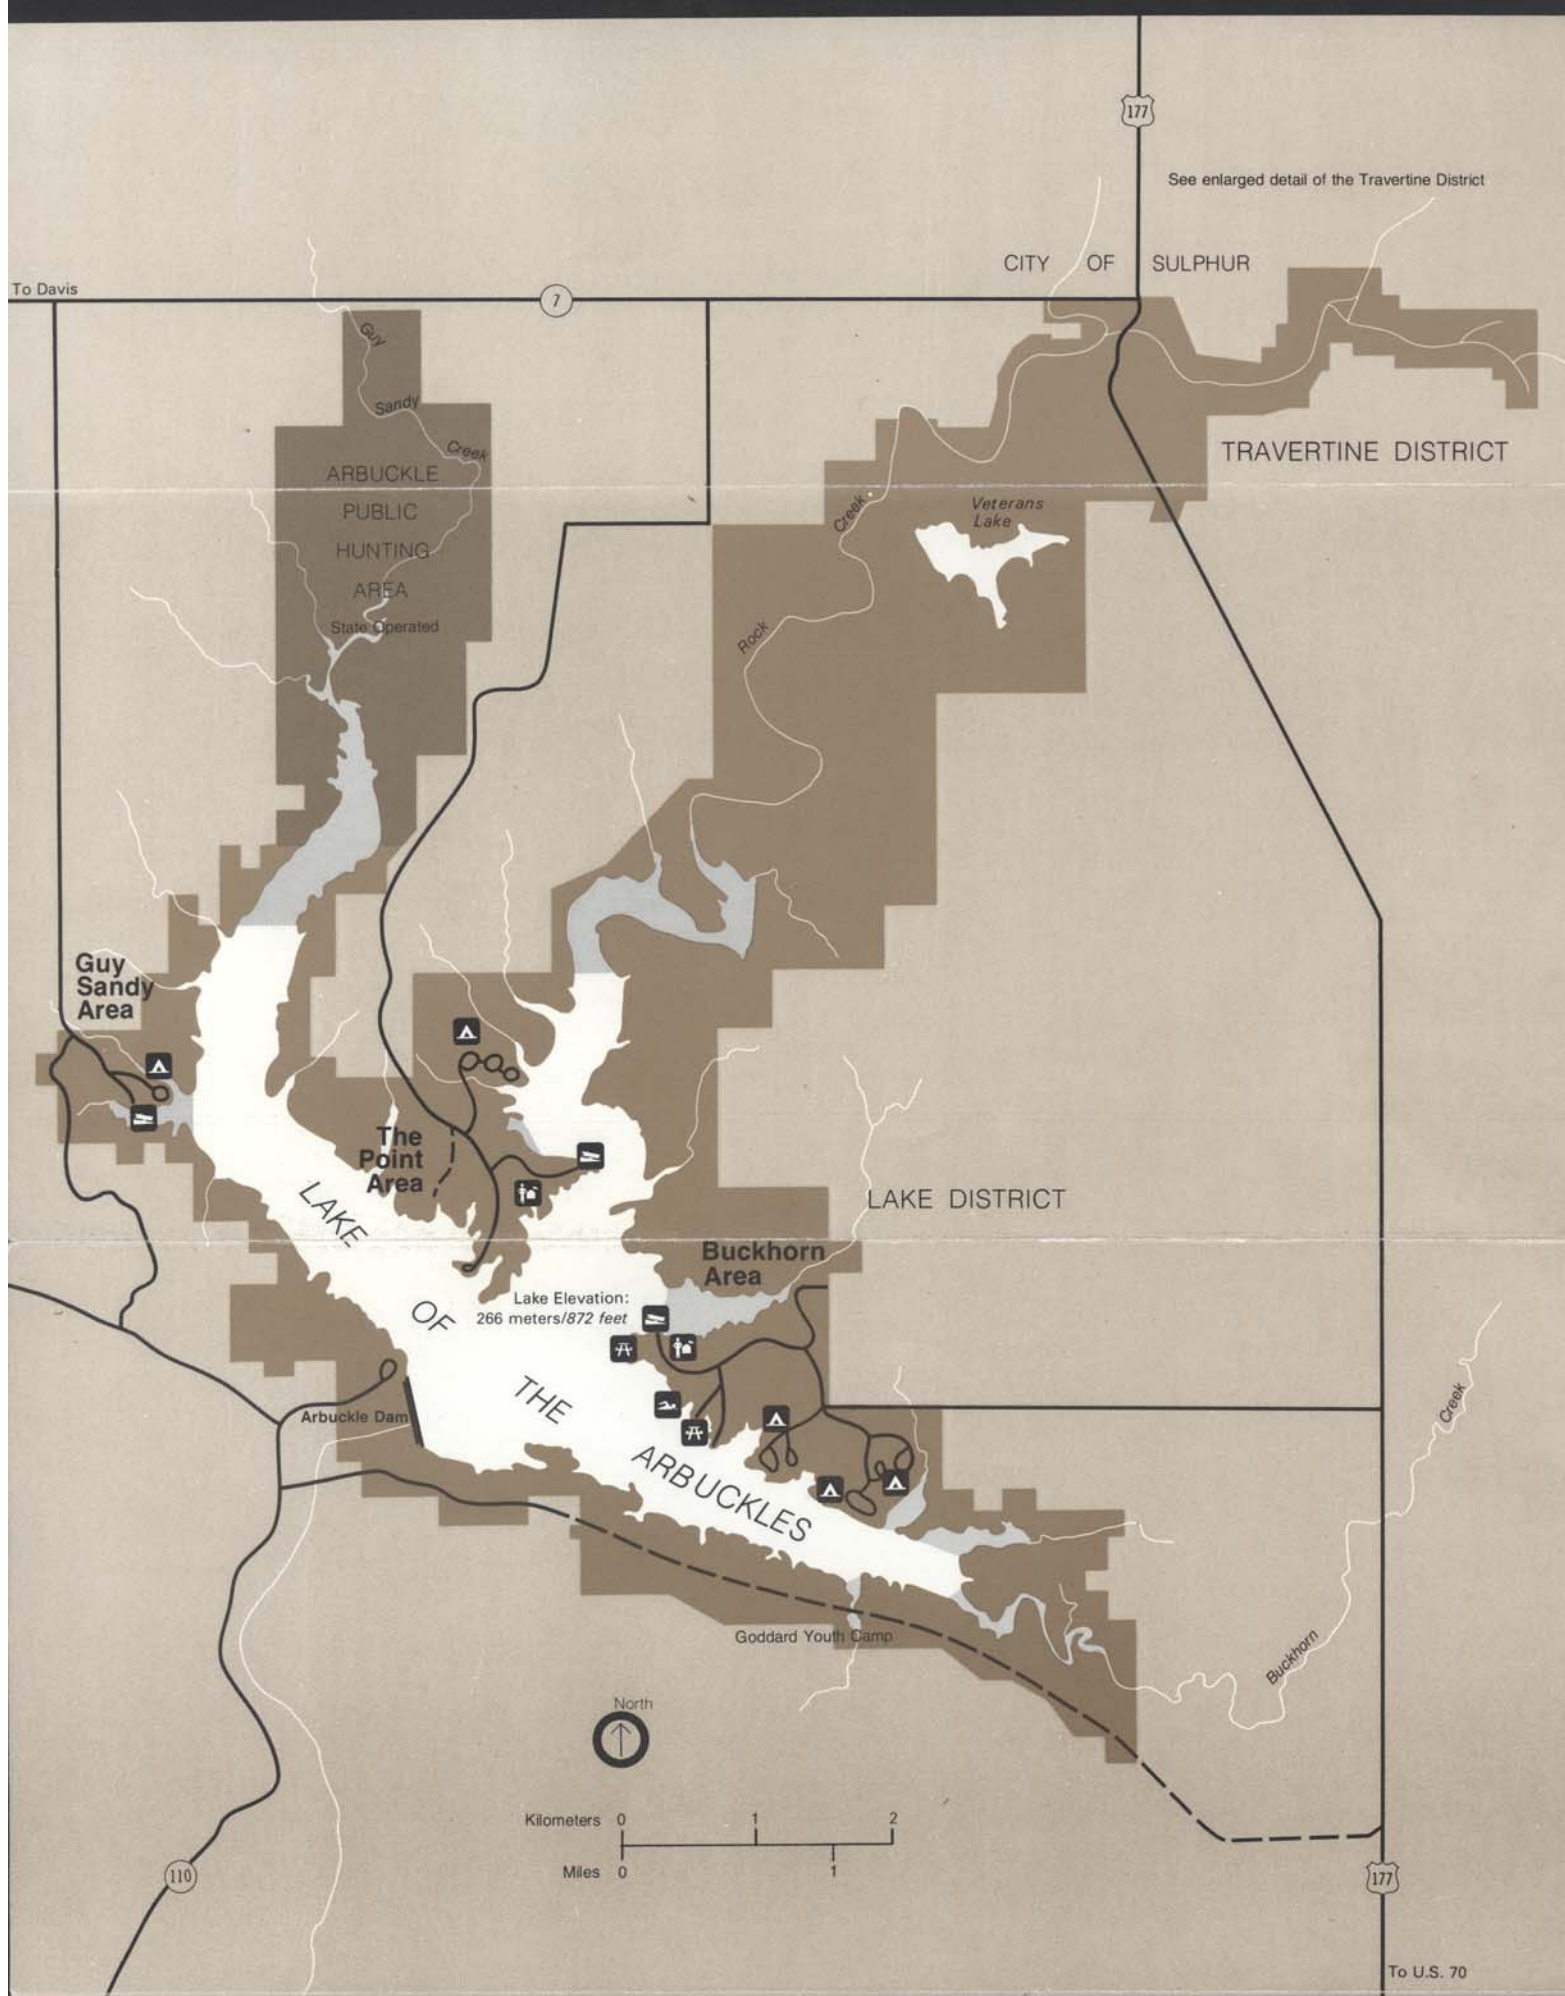 177
See enlarged detail of the Travertine District
CITY OF SULPHUR
To Davis
7
Guy
Sandy
Creek
TRAVERTINE DISTRICT
ARBUCKLE
PUBLIC
HUNTING
AREA
State Operated
Veterans
Lake
Creek
Rock
Guy
Sandy
Area
The
Point
Area
LAKE DISTRICT
LAKE
OF
THE
ARBUCKLES
Buckhorn
Area
Lake Elevation:
266 meters/872 feet
Arbuckle Dam
Creek
Buckhorn
Goddard Youth Camp
North
Kilometers 0 1 2
Miles 0 1
110
177
To U.S. 70